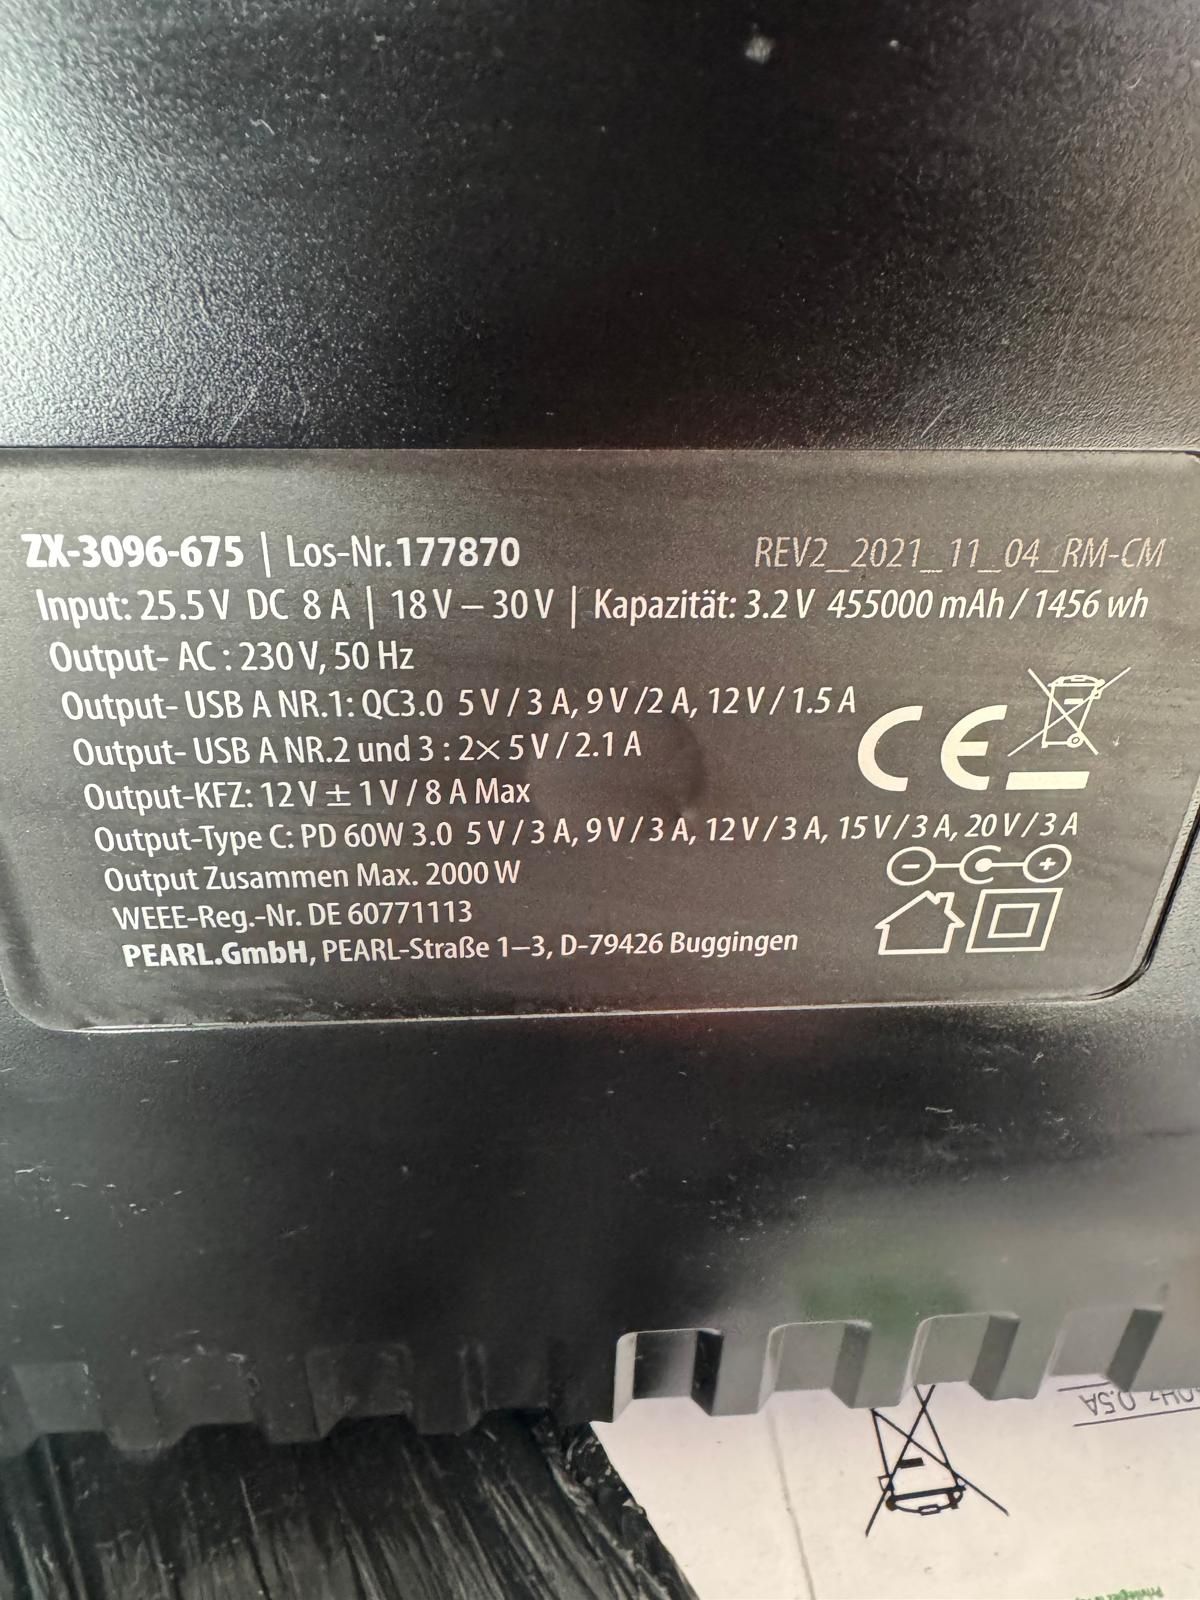 ZX-3096-675 | Los-Nr. 177870 REV2_2021_11_04_RM-CM
Input: 25.5 V DC 8 A | 18 V – 30 V | Kapazität: 3.2 V 455000 mAh / 1456 wh
Output- AC : 230 V, 50 Hz
Output- USB A NR.1: QC3.0 5 V / 3 A, 9 V /2 A, 12 V / 1.5 A
Output- USB A NR.2 und 3 : 2× 5 V / 2.1 A
CE
Output-KFZ: 12 V ± 1 V / 8 A Max
Output-Type C: PD 60W 3.0 5 V / 3 A, 9 V / 3 A, 12 V / 3 A, 15 V / 3 A, 20 V / 3 A
Output Zusammen Max. 2000 W
WEEE-Reg.-Nr. DE 60771113
PEARL.GmbH, PEARL-Straße 1–3, D-79426 Buggingen
0Hz 0.5A